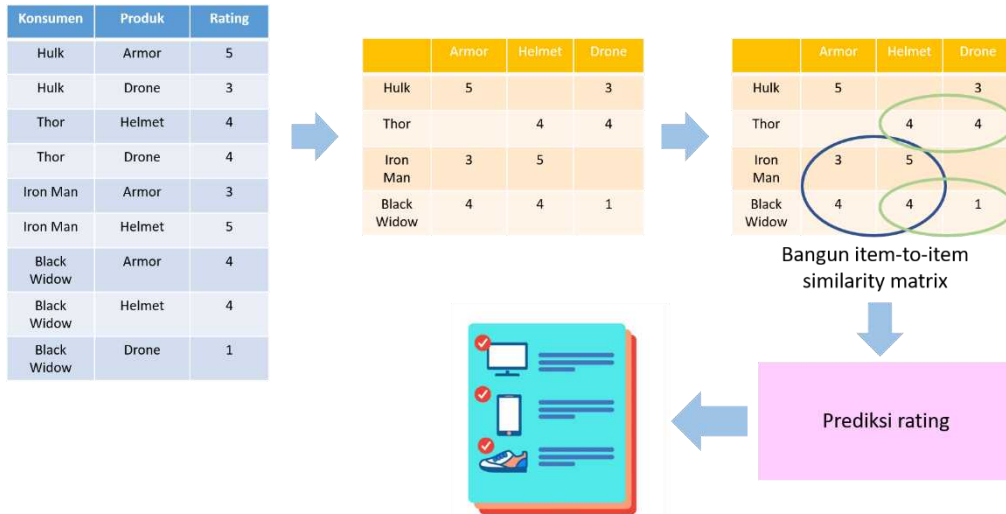 Konsumen Produk Rating
Hulk Armor 5
Hulk Drone 3
Thor Helmet 4
Thor Drone 4
Iron Man Armor 3
Iron Man Helmet 5
Black
Widow Armor 4
Black
Widow Helmet 4
Black
Widow Drone 1
Armor Helmet Drone
Hulk 5 3
Thor 4 4
Iron
Man 3 5
Black
Widow 4 4 1
Armor Helmet Drone
Hulk 5 3
Thor 4 4
Iron
Man 3 5
Black
Widow 4 4 1
Bangun item-to-item
similarity matrix
Prediksi rating